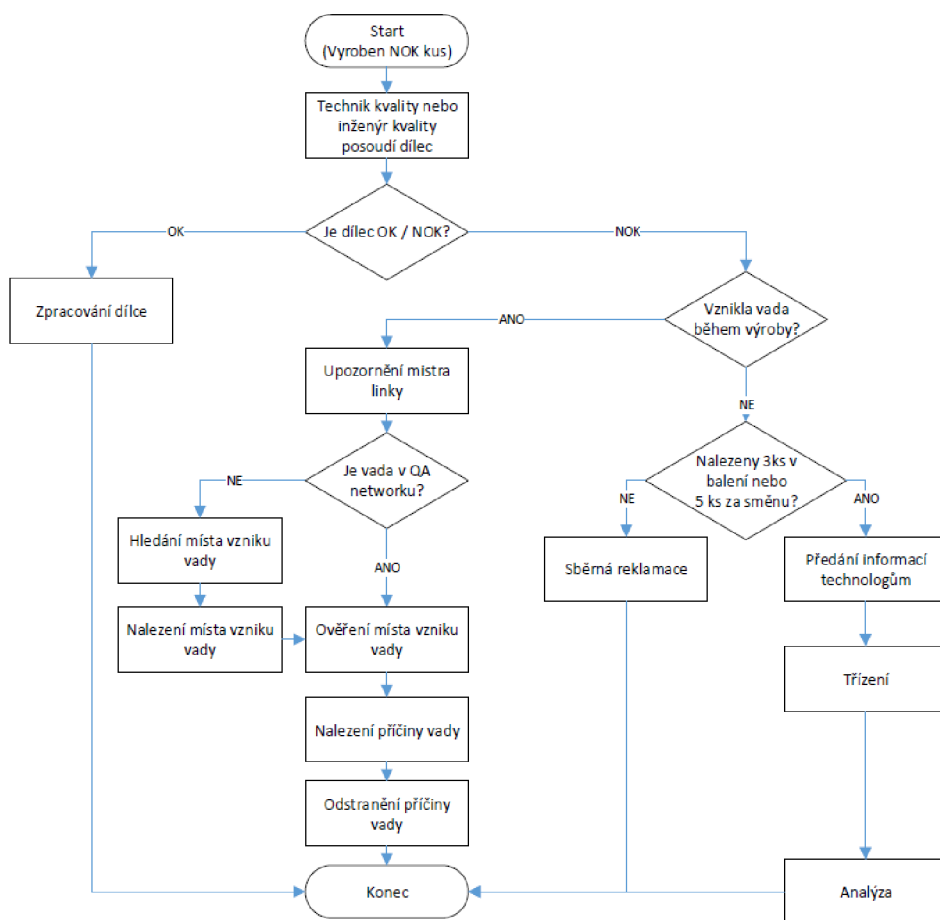 Start
(Vyroben NOK kus)
Technik kvality nebo
inženýr kvality
posoudí dílec
Je dílec OK / NOK?
OK
NOK
Zpracování dílce
Vznikla vada
během výroby?
ANO
Upozornění mistra
linky
NE
Je vada v QA
networku?
NE
Nalezeny 3ks v
balení nebo
5 ks za směnu?
NE
ANO
Hledání místa vzniku
vady
ANO
Sběrná reklamace
Předání informací
technologům
Nalezení místa vzniku
vady
Ověření místa vzniku
vady
Třízení
Nalezení příčiny vady
Odstranění příčiny
vady
Konec
Analýza